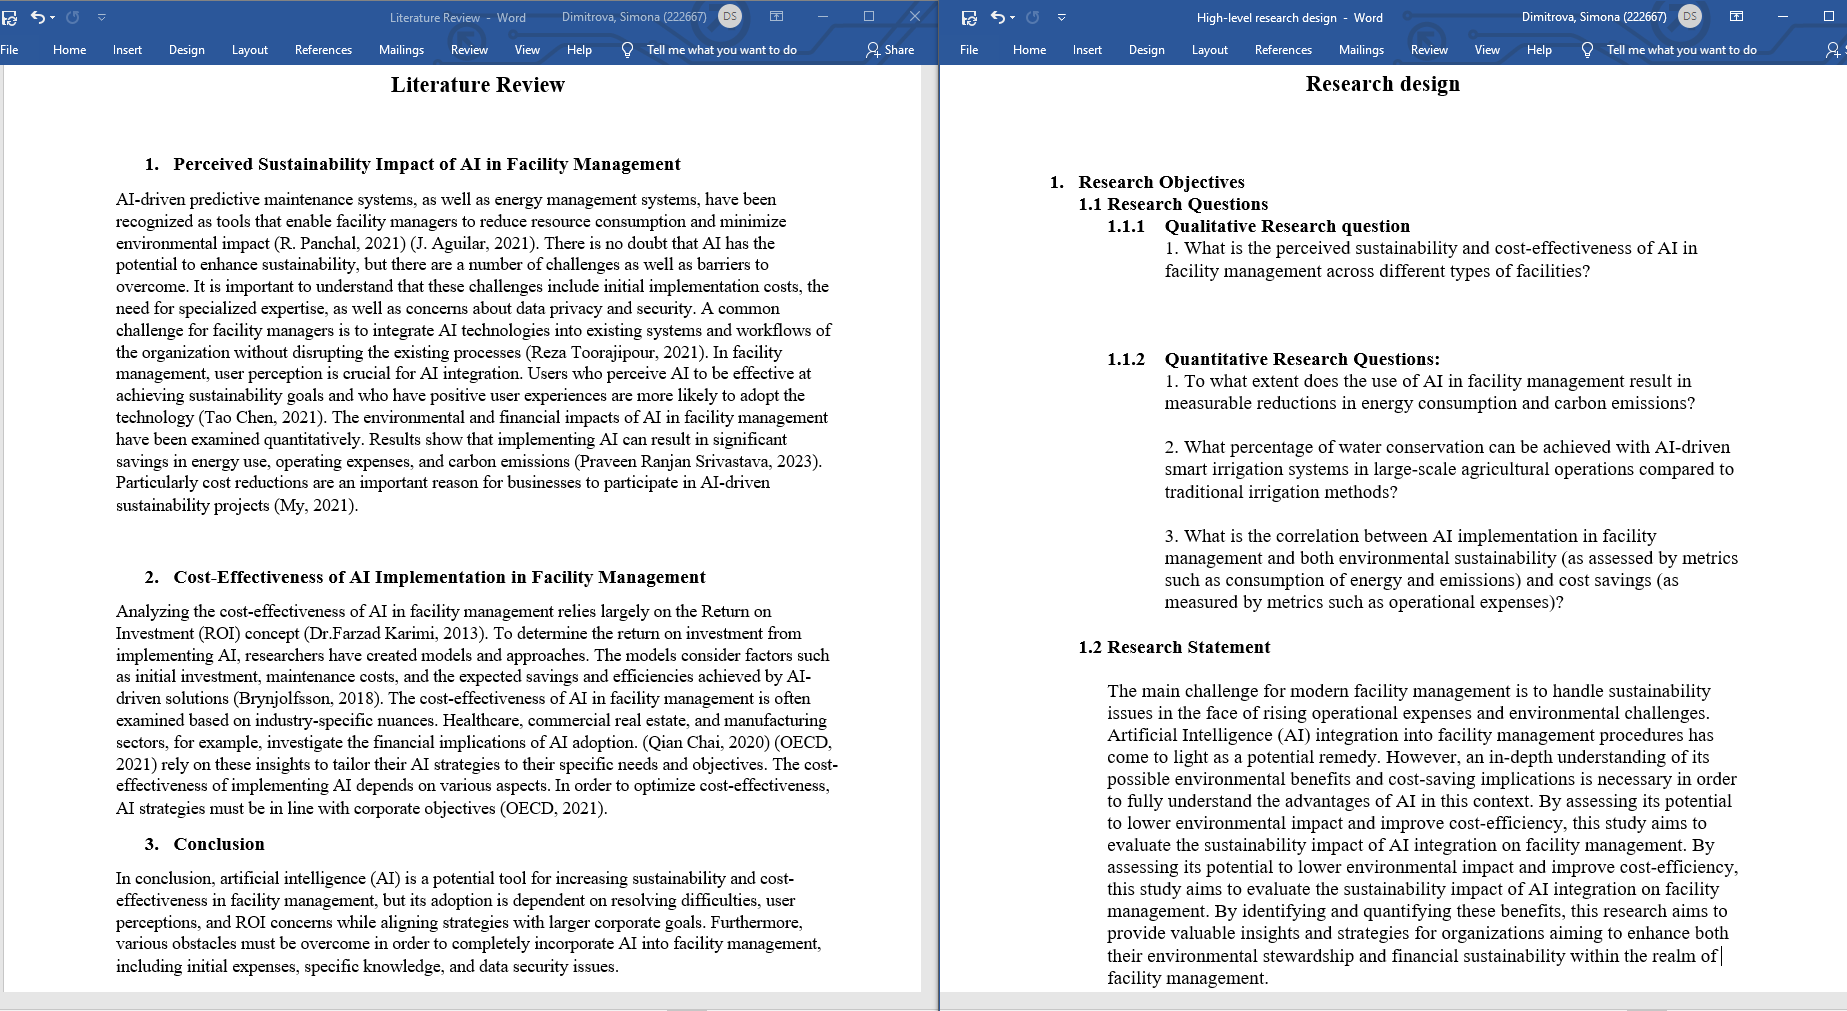 Literature Review - Word Dimitrova, Simona (222667) DS
File Home Insert Design Layout References Mailings Review View Help Tell me what you want to do Share
Literature Review
1. Perceived Sustainability Impact of AI in Facility Management
AI-driven predictive maintenance systems, as well as energy management systems, have been
recognized as tools that enable facility managers to reduce resource consumption and minimize
environmental impact (R. Panchal, 2021) (J. Aguilar, 2021). There is no doubt that AI has the
potential to enhance sustainability, but there are a number of challenges as well as barriers to
overcome. It is important to understand that these challenges include initial implementation costs, the
need for specialized expertise, as well as concerns about data privacy and security. A common
challenge for facility managers is to integrate AI technologies into existing systems and workflows of
the organization without disrupting the existing processes (Reza Toorajipour, 2021). In facility
management, user perception is crucial for AI integration. Users who perceive AI to be effective at
achieving sustainability goals and who have positive user experiences are more likely to adopt the
technology (Tao Chen, 2021). The environmental and financial impacts of AI in facility management
have been examined quantitatively. Results show that implementing AI can result in significant
savings in energy use, operating expenses, and carbon emissions (Praveen Ranjan Srivastava, 2023).
Particularly cost reductions are an important reason for businesses to participate in AI-driven
sustainability projects (My, 2021).
2. Cost-Effectiveness of AI Implementation in Facility Management
Analyzing the cost-effectiveness of AI in facility management relies largely on the Return on
Investment (ROI) concept (Dr.Farzad Karimi, 2013). To determine the return on investment from
implementing AI, researchers have created models and approaches. The models consider factors such
as initial investment, maintenance costs, and the expected savings and efficiencies achieved by AI-
driven solutions (Brynjolfsson, 2018). The cost-effectiveness of AI in facility management is often
examined based on industry-specific nuances. Healthcare, commercial real estate, and manufacturing
sectors, for example, investigate the financial implications of AI adoption. (Qian Chai, 2020) (OECD,
2021) rely on these insights to tailor their AI strategies to their specific needs and objectives. The cost-
effectiveness of implementing AI depends on various aspects. In order to optimize cost-effectiveness,
AI strategies must be in line with corporate objectives (OECD, 2021).
3. Conclusion
In conclusion, artificial intelligence (AI) is a potential tool for increasing sustainability and cost-
effectiveness in facility management, but its adoption is dependent on resolving difficulties, user
perceptions, and ROI concerns while aligning strategies with larger corporate goals. Furthermore,
various obstacles must be overcome in order to completely incorporate AI into facility management,
including initial expenses, specific knowledge, and data security issues.
High-level research design - Word Dimitrova, Simona (222667) DS
File Home Insert Design Layout References Mailings Review View Help Tell me what you want to do
Research design
1. Research Objectives
1.1 Research Questions
1.1.1 Qualitative Research question
1. What is the perceived sustainability and cost-effectiveness of AI in
facility management across different types of facilities?
1.1.2 Quantitative Research Questions:
1. To what extent does the use of AI in facility management result in
measurable reductions in energy consumption and carbon emissions?
2. What percentage of water conservation can be achieved with AI-driven
smart irrigation systems in large-scale agricultural operations compared to
traditional irrigation methods?
3. What is the correlation between AI implementation in facility
management and both environmental sustainability (as assessed by metrics
such as consumption of energy and emissions) and cost savings (as
measured by metrics such as operational expenses)?
1.2 Research Statement
The main challenge for modern facility management is to handle sustainability
issues in the face of rising operational expenses and environmental challenges.
Artificial Intelligence (AI) integration into facility management procedures has
come to light as a potential remedy. However, an in-depth understanding of its
possible environmental benefits and cost-saving implications is necessary in order
to fully understand the advantages of AI in this context. By assessing its potential
to lower environmental impact and improve cost-efficiency, this study aims to
evaluate the sustainability impact of AI integration on facility management. By
assessing its potential to lower environmental impact and improve cost-efficiency,
this study aims to evaluate the sustainability impact of AI integration on facility
management. By identifying and quantifying these benefits, this research aims to
provide valuable insights and strategies for organizations aiming to enhance both
their environmental stewardship and financial sustainability within the realm of
facility management.